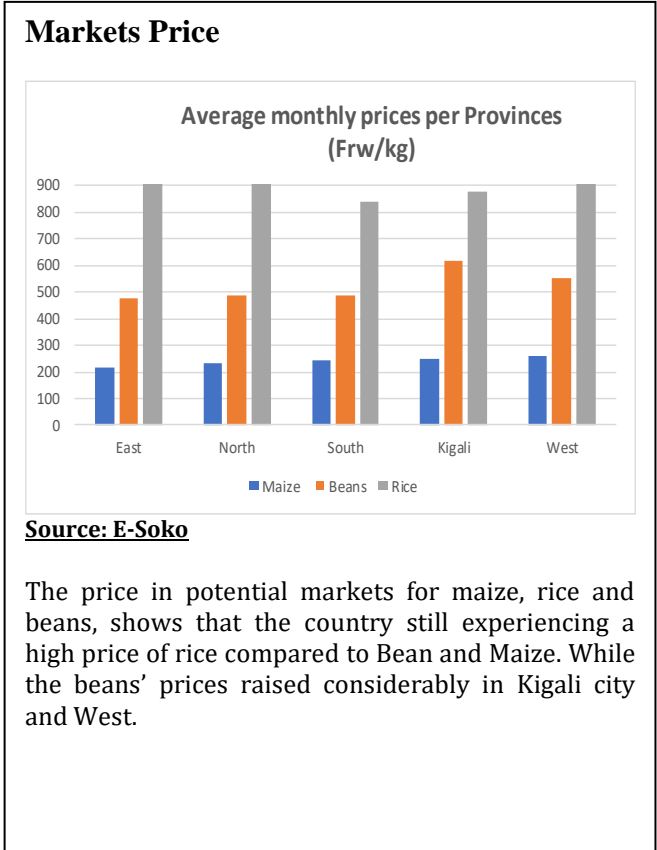 Markets Price
Average monthly prices per Provinces
(Frw/kg)
900
800
700
600
500
400
300
200
100
0
East North South Kigali West
Maize Beans Rice
Source: E-Soko
The price in potential markets for maize, rice and
beans, shows that the country still experiencing a
high price of rice compared to Bean and Maize. While
the beans’ prices raised considerably in Kigali city
and West.